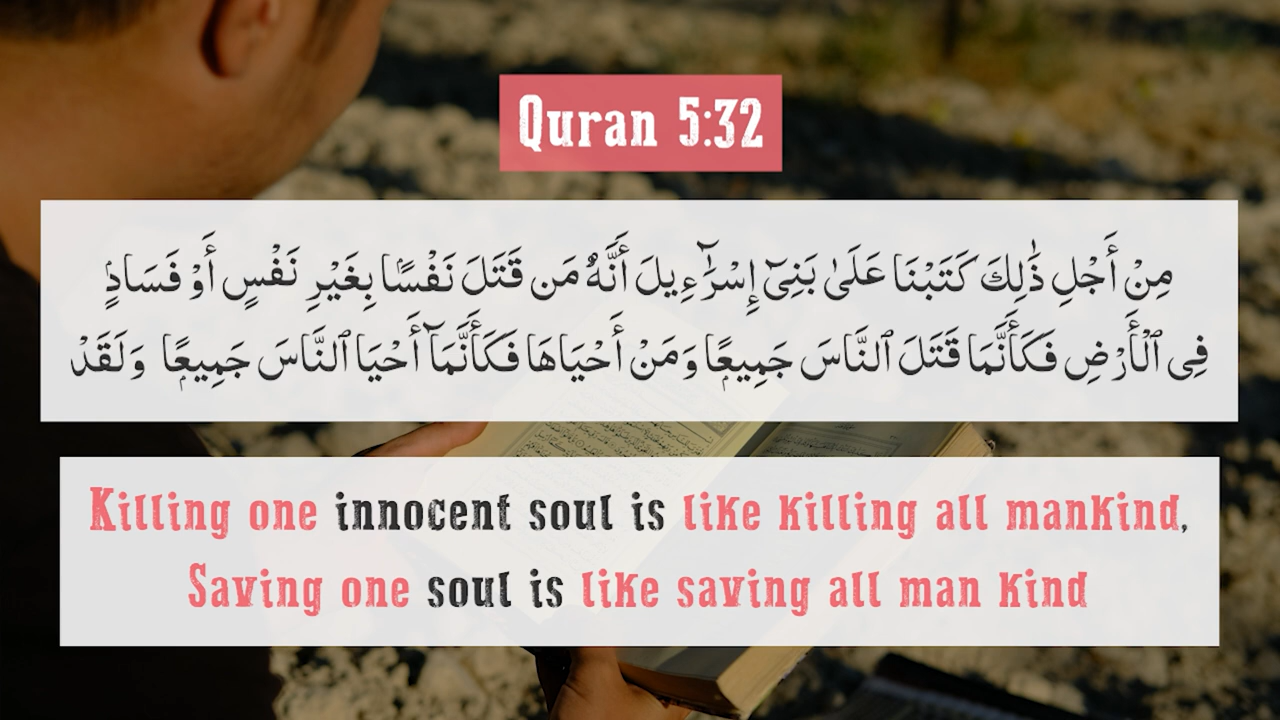 Quran 5:32
مِنْ أَجْلِ ذَٰلِكَ كَتَبْنَا عَلَىٰ بَنِىٓ إِسْرَٰٓءِيلَ أَنَّهُۥ مَن قَتَلَ نَفْسًۢا بِغَيْرِ نَفْسٍ أَوْ فَسَادٍۢ
فِى ٱلْأَرْضِ فَكَأَنَّمَا قَتَلَ ٱلنَّاسَ جَمِيعًۭا وَمَنْ أَحْيَاهَا فَكَأَنَّمَآ أَحْيَا ٱلنَّاسَ جَمِيعًۭا وَلَقَدْ
Killing one innocent soul is like killing all mankind,
Saving one soul is like saving all man kind